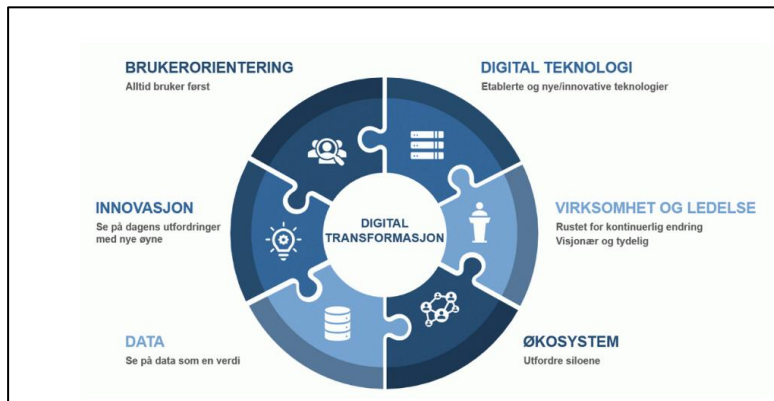 BRUKERORIENTERING
Alltid bruker først
DIGITAL TEKNOLOGI
Etablerte og nye/innovative teknologier
INNOVASJON
Se på dagens utfordringer
med nye øyne
DIGITAL
TRANSFORMASJON
VIRKSOMHET OG LEDELSE
Rustet for kontinuerlig endring
Visjonær og tydelig
DATA
Se på data som en verdi
ØKOSYSTEM
Utfordre siloene